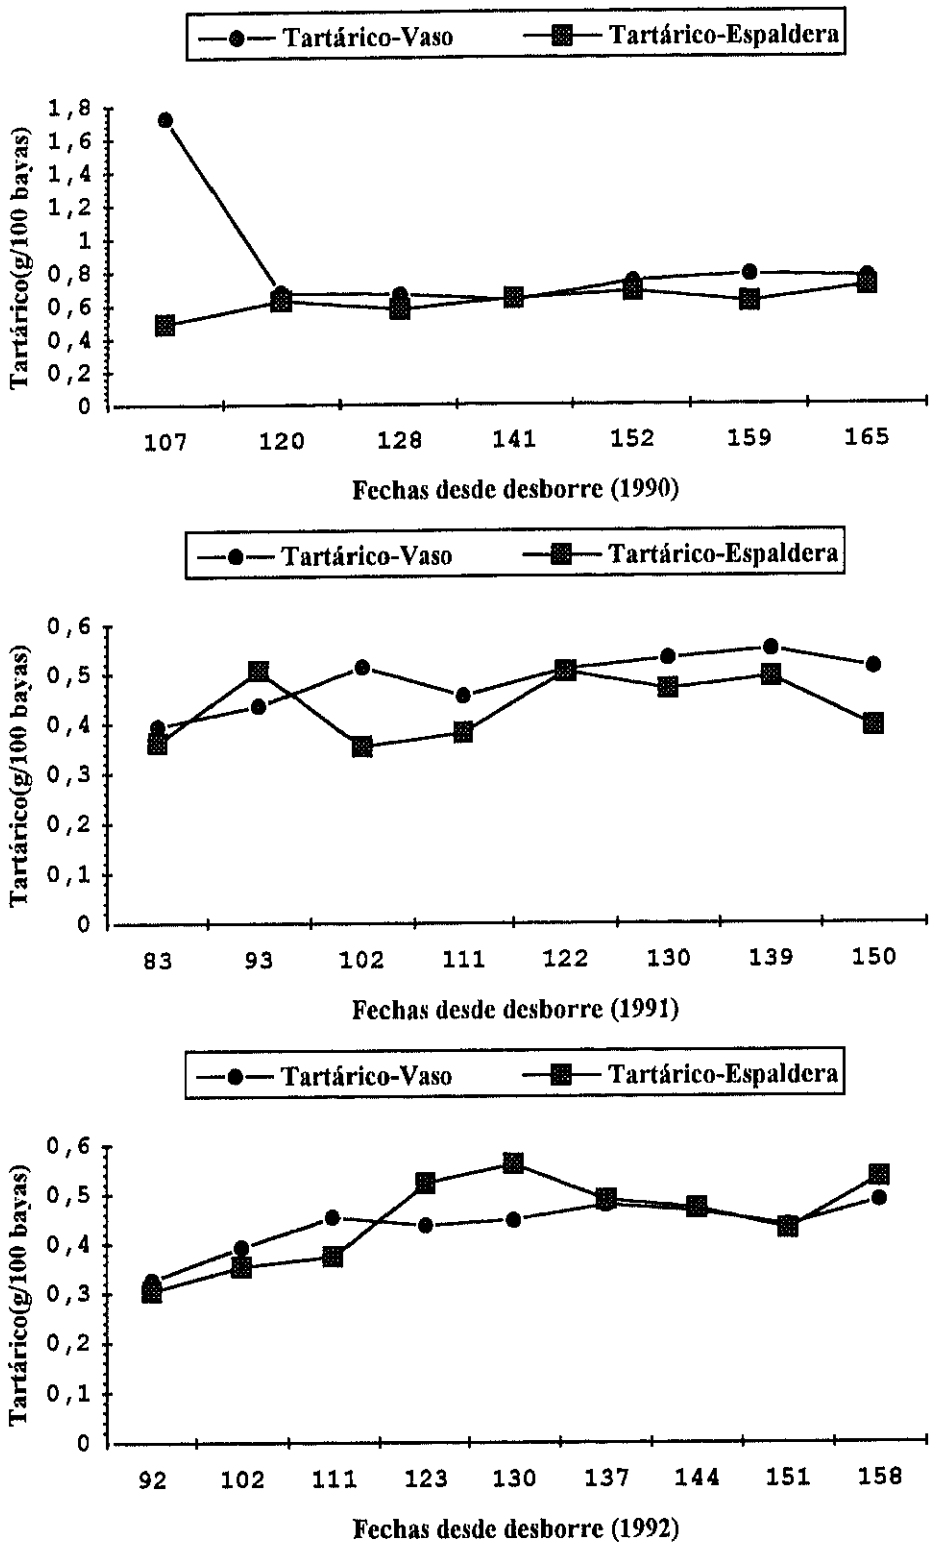 Tartárico-Vaso Tartárico-Espaldera
Tartárico(g/100 bayas)
1,8
1,6
1,4
1,2
1
0,8
0,6
0,4
0,2
0
107 120 128 141 152 159 165
Fechas desde desborre (1990)
Tartárico-Vaso Tartárico-Espaldera
Tartárico(g/100 bayas)
0,6
0,5
0,4
0,3
0,2
0,1
0
83 93 102 111 122 130 139 150
Fechas desde desborre (1991)
Tartárico-Vaso Tartárico-Espaldera
Tartárico(g/100 bayas)
0,6
0,5
0,4
0,3
0,2
0,1
0
92 102 111 123 130 137 144 151 158
Fechas desde desborre (1992)